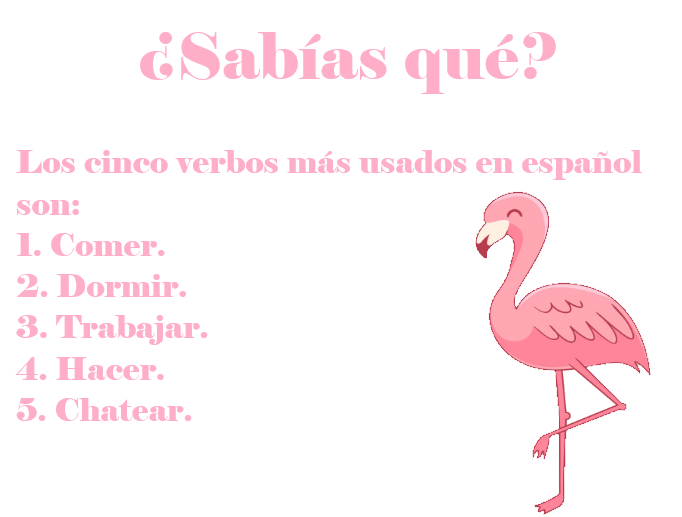 ¿Sabías qué?
Los cinco verbos más usados en español
son:
1. Comer.
2. Dormir.
3. Trabajar.
4. Hacer.
5. Chatear.